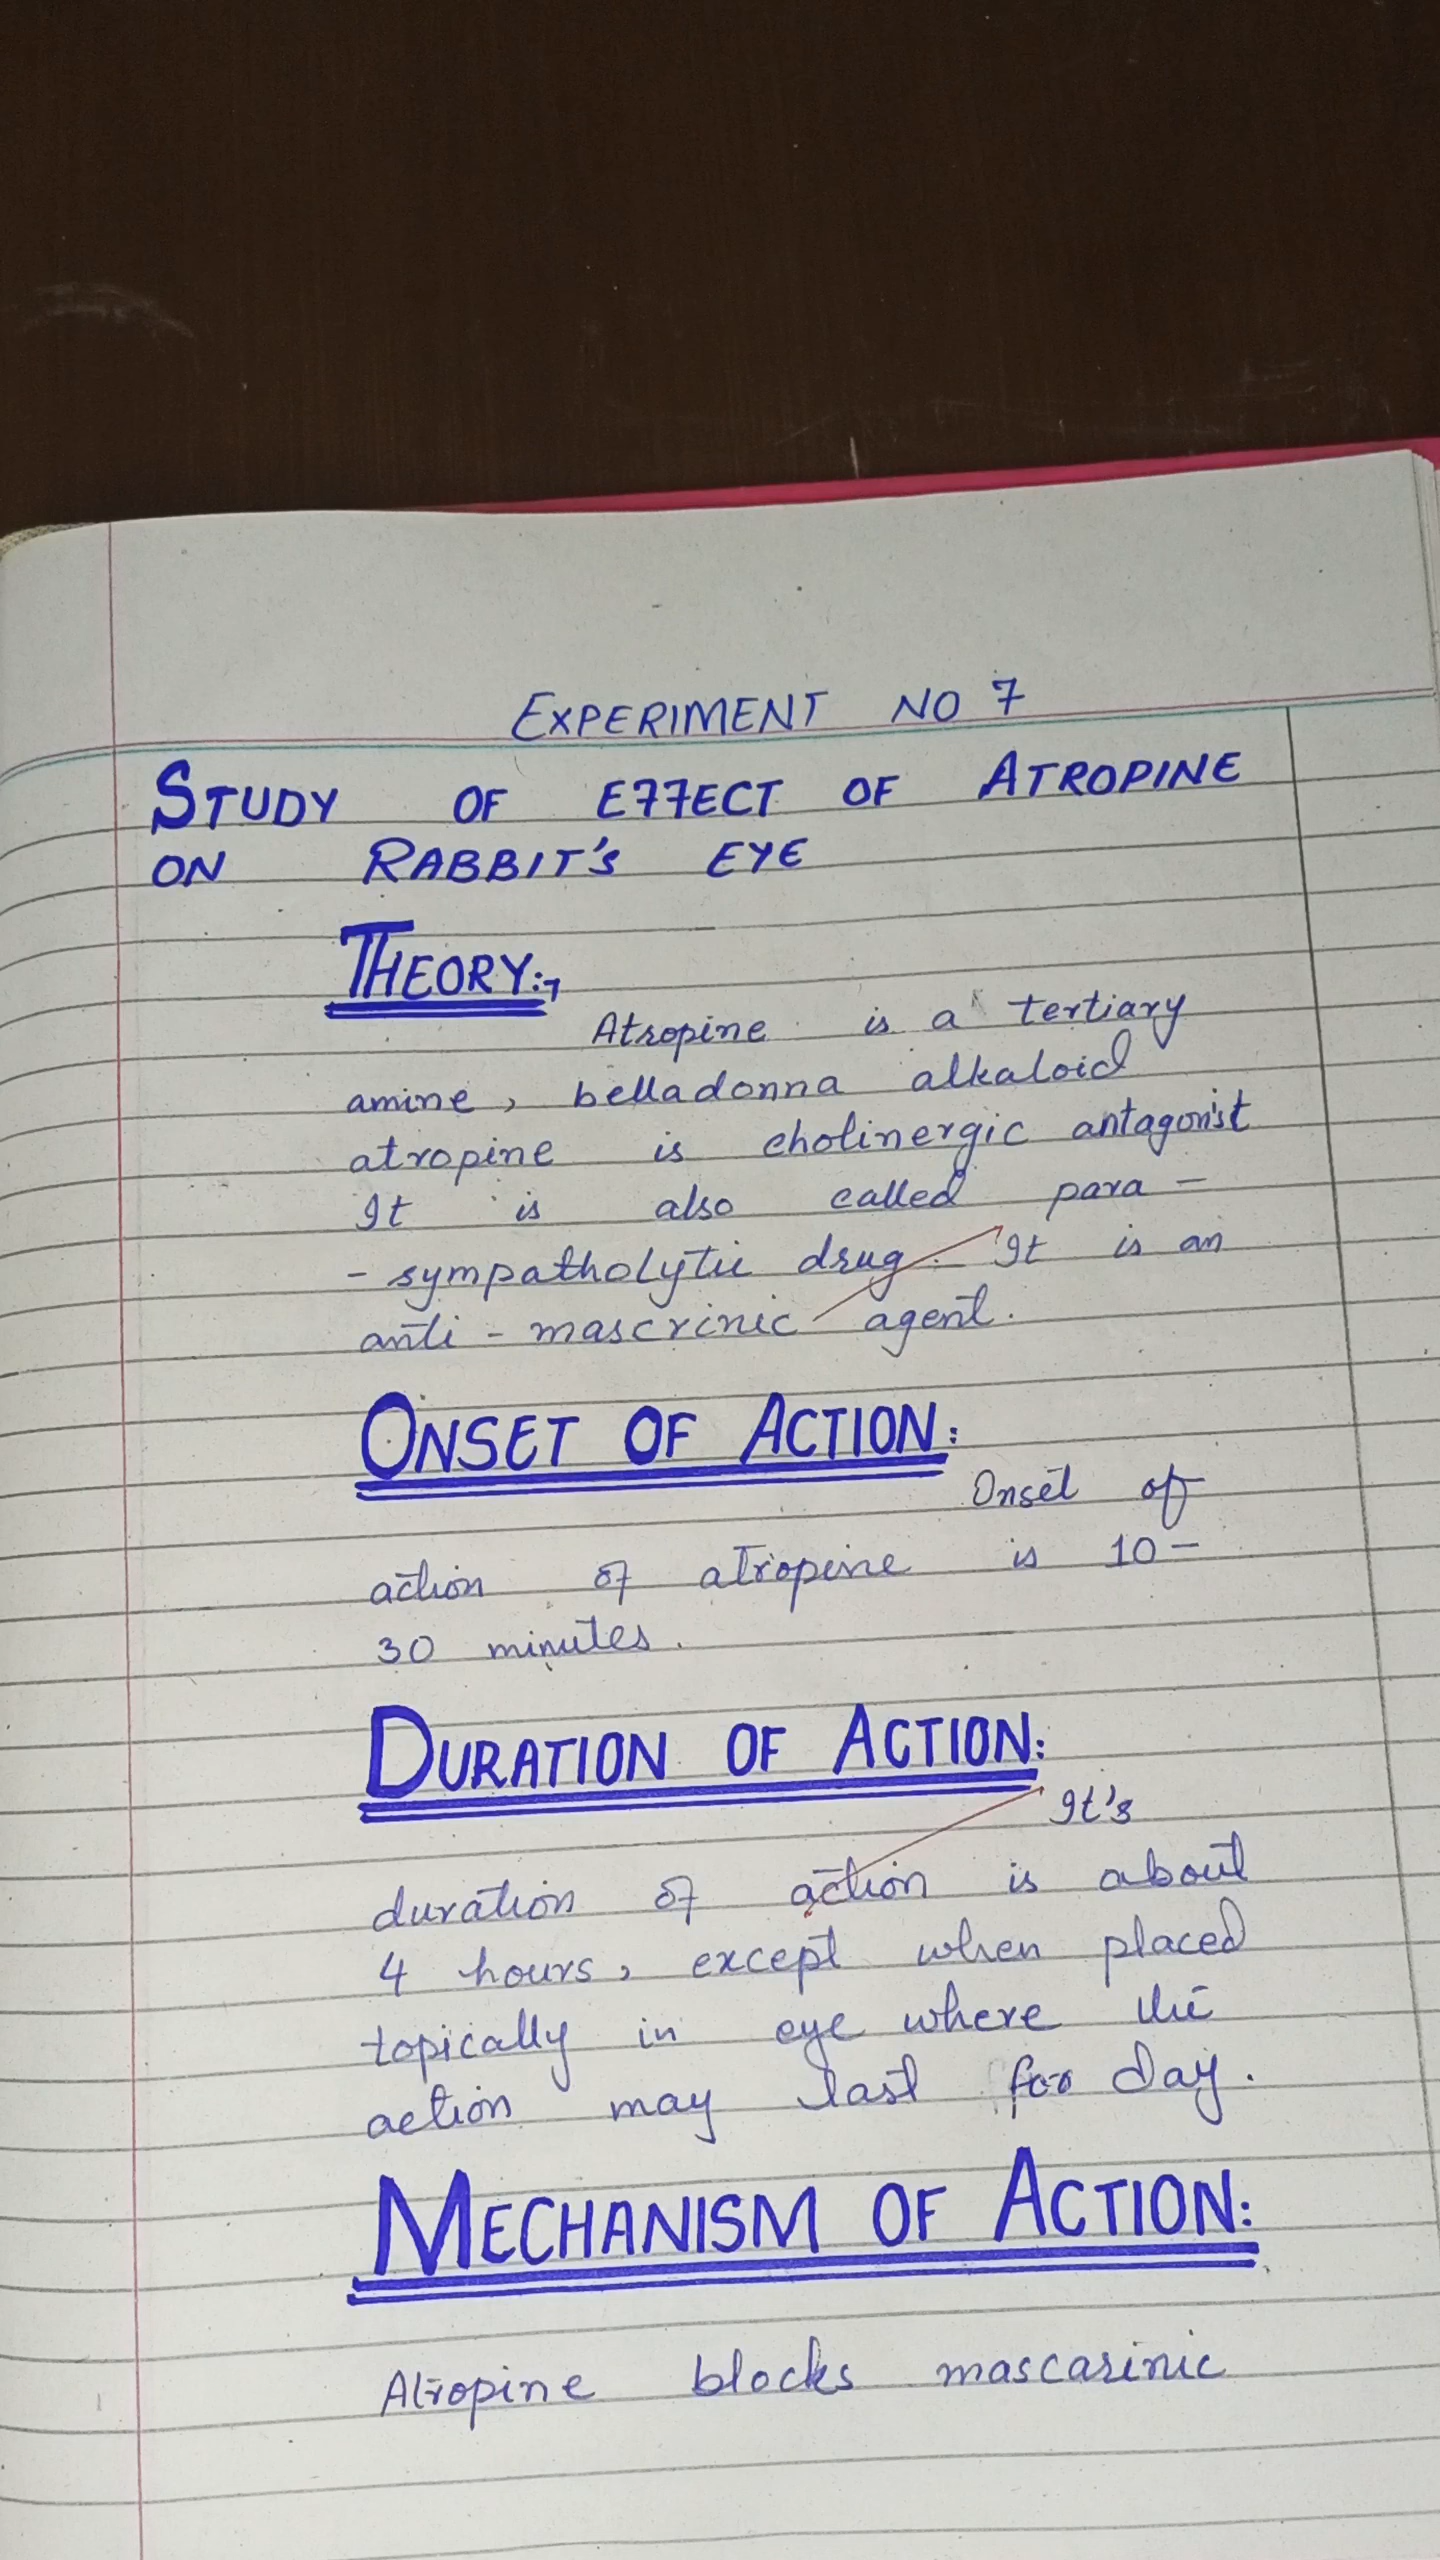 EXPERIMENT NO 7
STUDY OF EFFECT OF ATROPINE
ON RABBIT'S EYE
THEORY:
Atropine is a tertiary
amine, belladonna alkaloid
atropine is cholinergic antagonist
It is also called para-
-sympatholytic drug. It is an
anti-mascrinic agent.
ONSET OF ACTION:
Onset of
action of atropine is 10-
30 minutes.
DURATION OF ACTION:
It's
duration of action is about
4 hours, except when placed
topically in eye where the
action may last for day.
MECHANISM OF ACTION:
Atropine blocks mascarinic